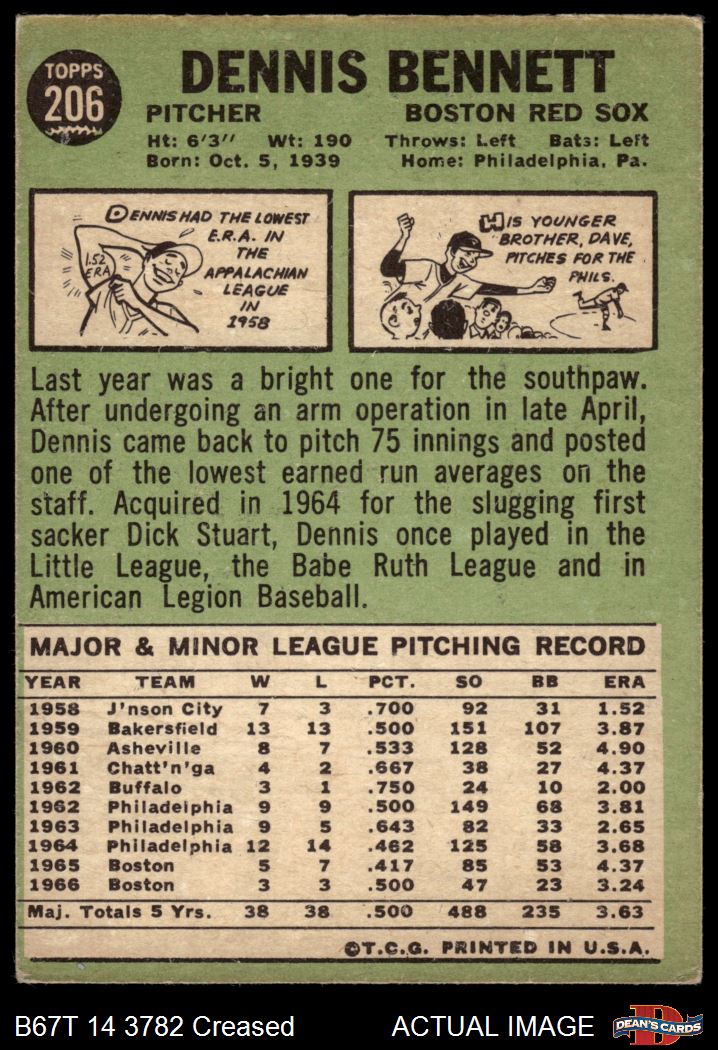 TOPPS
206
DENNIS BENNETT
PITCHER BOSTON RED SOX
Ht: 6'3" Wt: 190 Throws: Left Bats: Left
Born: Oct. 5, 1939 Home: Philadelphia, Pa.
DENNIS HAD THE LOWEST
E.R.A. IN
THE
APPALACHIAN
LEAGUE
IN
1958
1.52
ERA
HIS YOUNGER
BROTHER, DAVE,
PITCHES FOR THE
PHILS.
Last year was a bright one for the southpaw.
After undergoing an arm operation in late April,
Dennis came back to pitch 75 innings and posted
one of the lowest earned run averages on the
staff. Acquired in 1964 for the slugging first
sacker Dick Stuart, Dennis once played in the
Little League, the Babe Ruth League and in
American Legion Baseball.
MAJOR & MINOR LEAGUE PITCHING RECORD
YEAR TEAM W L PCT. SO BB ERA
1958 J'nson City 7 3 .700 92 31 1.52
1959 Bakersfield 13 13 .500 151 107 3.87
1960 Asheville 8 7 .533 128 52 4.90
1961 Chatt'n'ga 4 2 .667 38 27 4.37
1962 Buffalo 3 1 .750 24 10 2.00
1962 Philadelphia 9 9 .500 149 68 3.81
1963 Philadelphia 9 5 .643 82 33 2.65
1964 Philadelphia 12 14 .462 125 58 3.68
1965 Boston 5 7 .417 85 53 4.37
1966 Boston 3 3 .500 47 23 3.24
Maj. Totals 5 Yrs. 38 38 .500 488 235 3.63
©T.C.G. PRINTED IN U.S.A.
B67T 14 3782 Creased ACTUAL IMAGE
DEAN'S CARDS